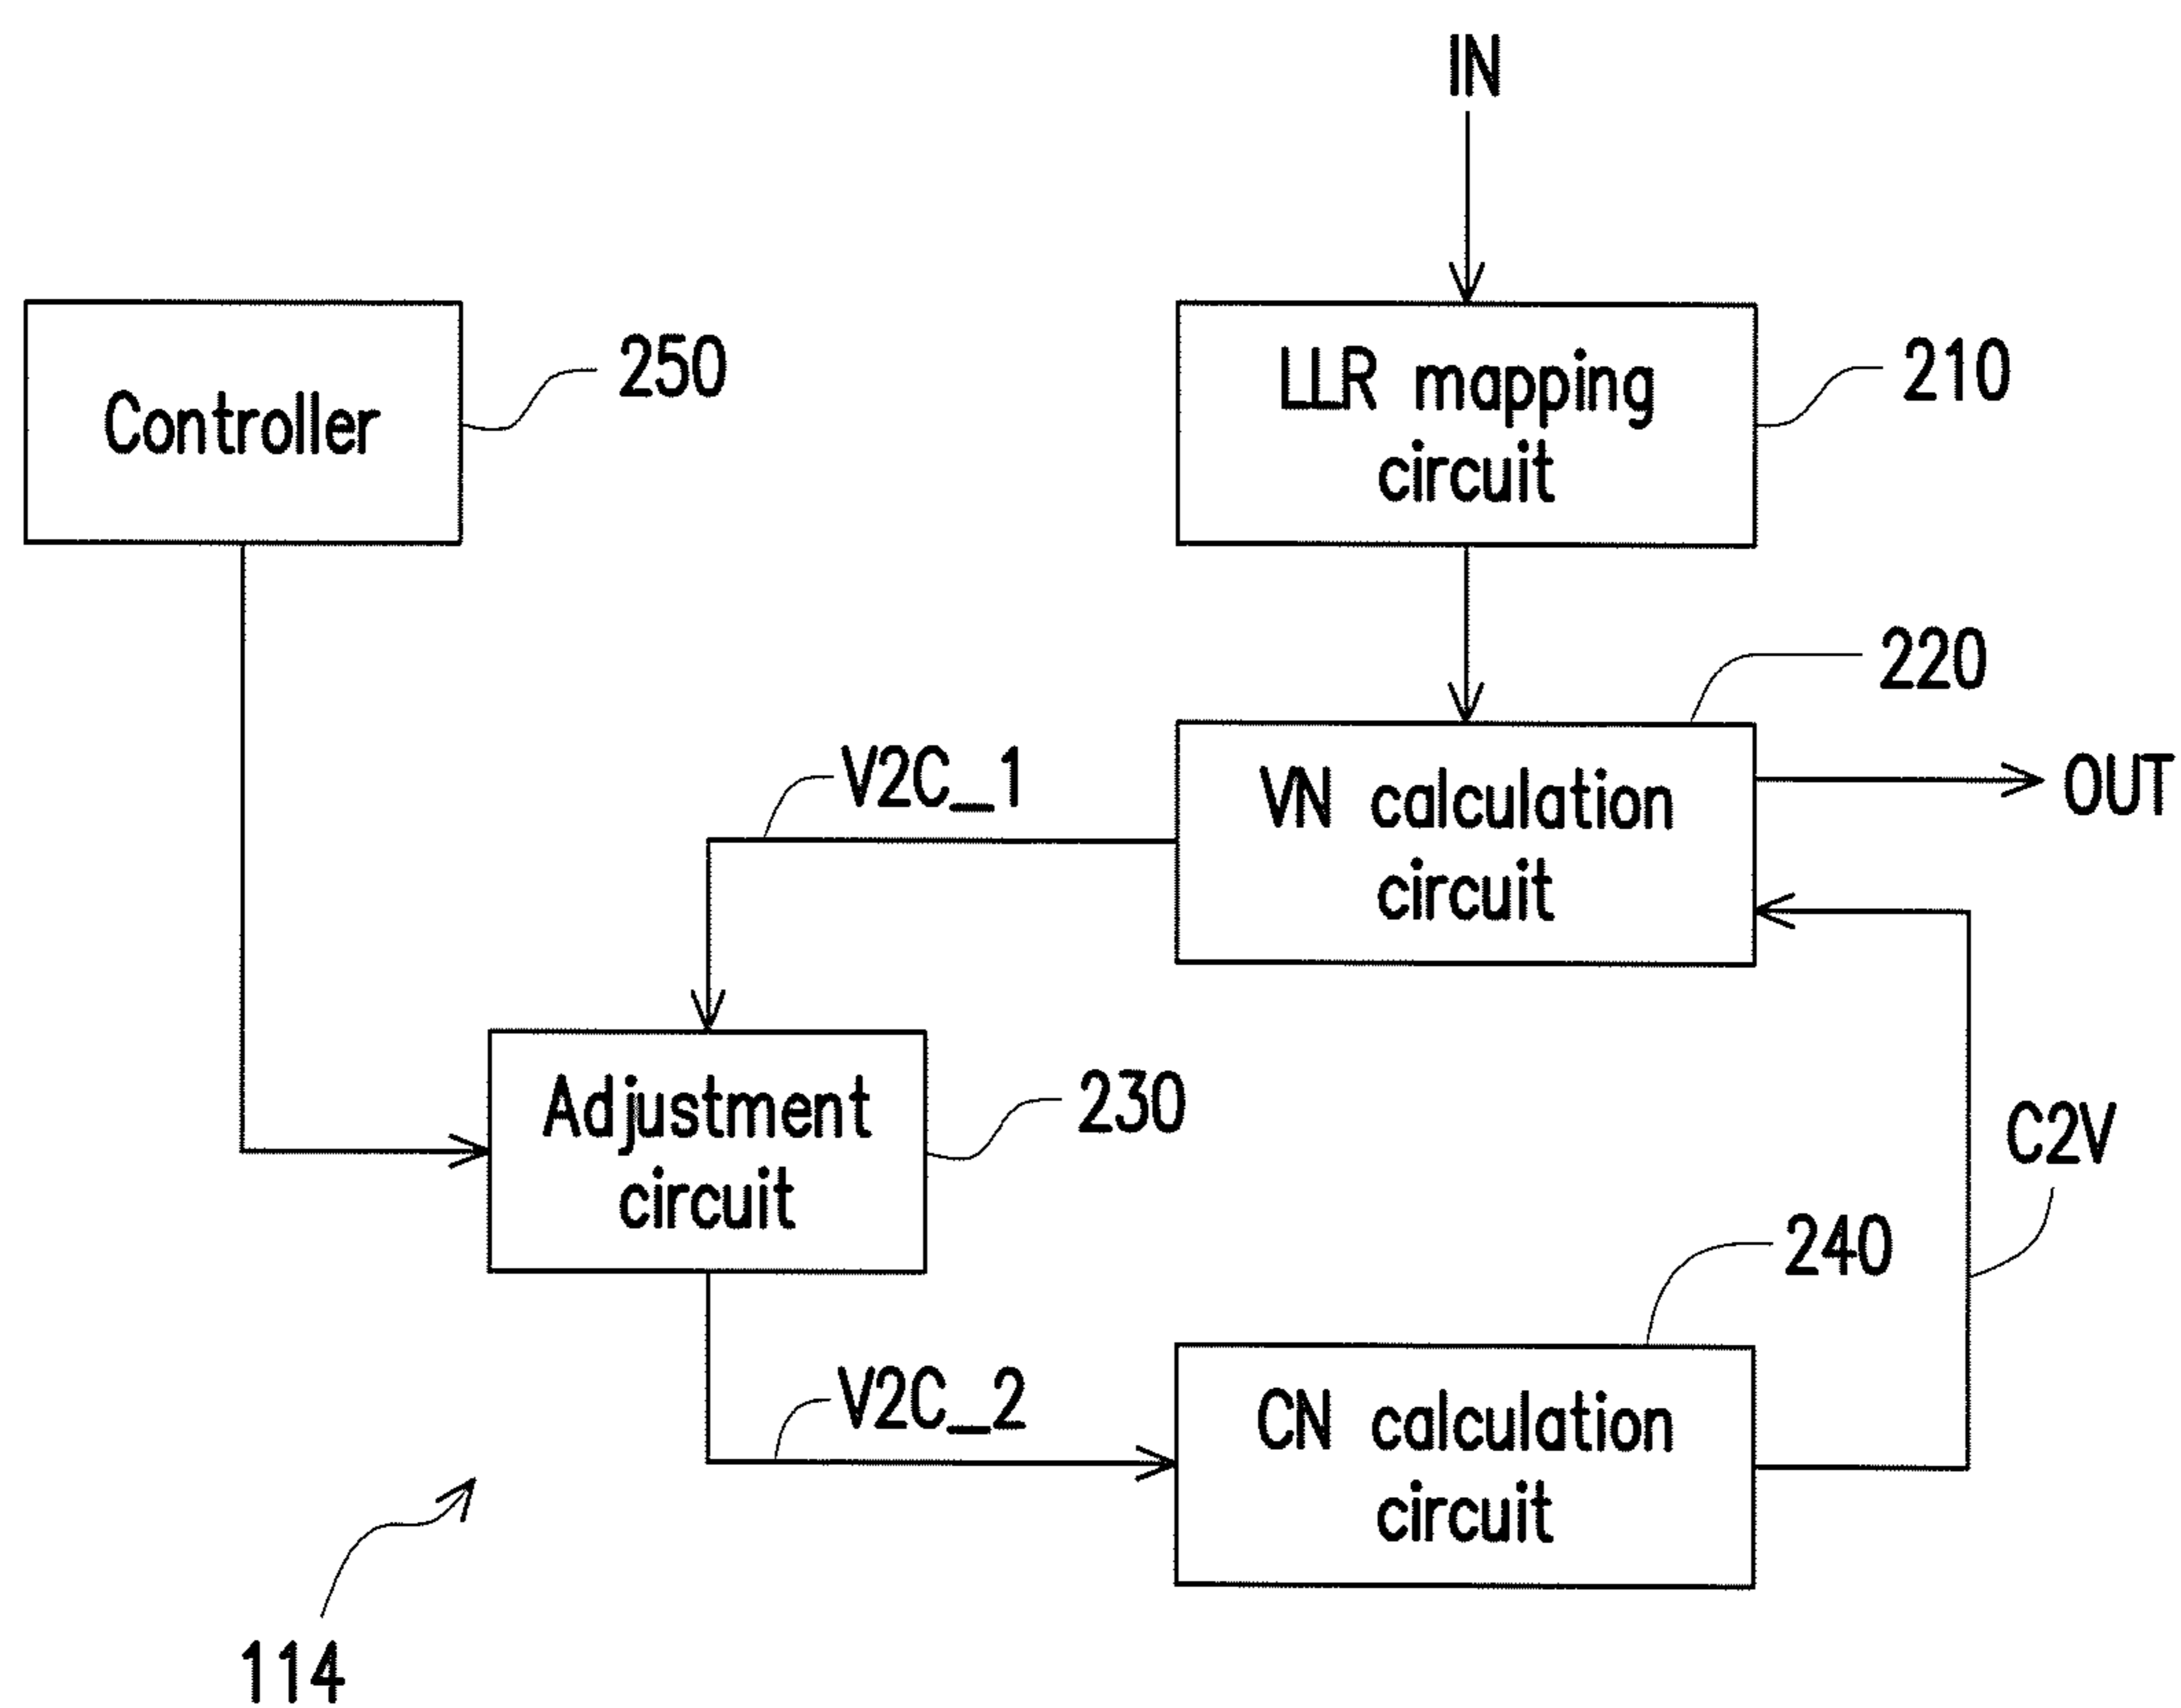 IN
Controller
250
LLR mapping
circuit
210
220
V2C_1
VN calculation
circuit
OUT
Adjustment
circuit
230
C2V
240
V2C_2
CN calculation
circuit
114